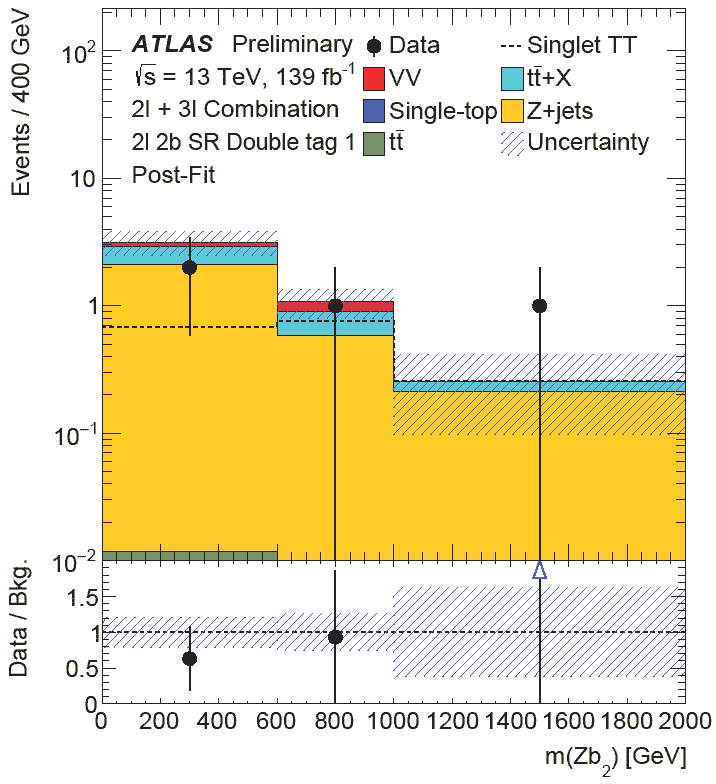 Events / 400 GeV
10²
10
1
10⁻¹
10⁻²
ATLAS Preliminary
√s = 13 TeV, 139 fb⁻¹
2l + 3l Combination
2l 2b SR Double tag 1
Post-Fit
Data
Singlet TT
VV
tt̄+X
Single-top
Z+jets
tt̄
Uncertainty
Data / Bkg.
1.5
1
0.5
0
0 200 400 600 800 1000 1200 1400 1600 1800 2000
m(Zb₂) [GeV]